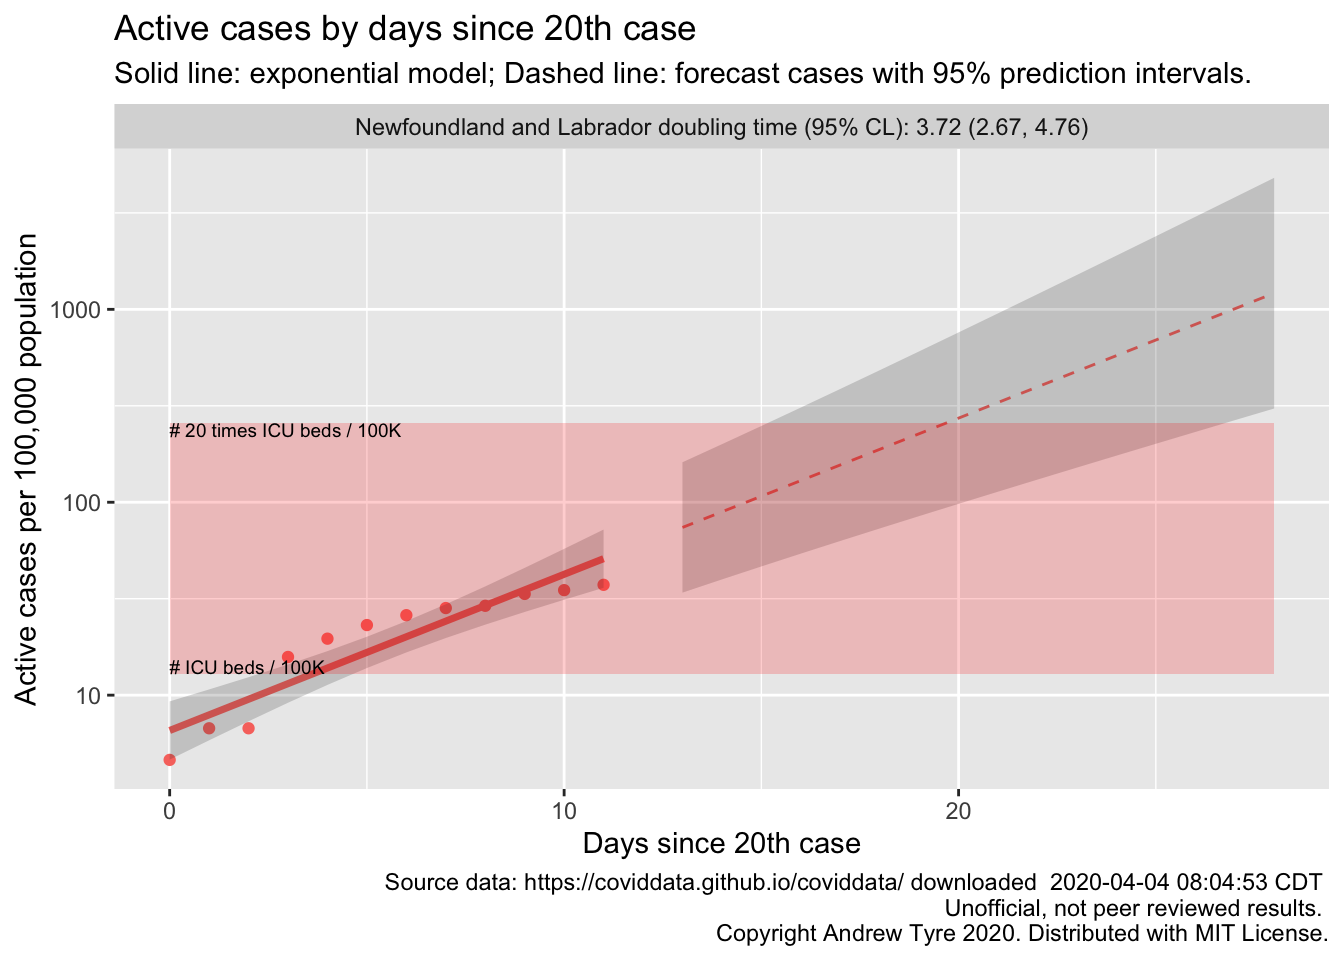 Active cases by days since 20th case
Solid line: exponential model; Dashed line: forecast cases with 95% prediction intervals.
Newfoundland and Labrador doubling time (95% CL): 3.72 (2.67, 4.76)
Active cases per 100,000 population
1000
100
10
# 20 times ICU beds / 100K
# ICU beds / 100K
0
10
20
Days since 20th case
Source data: https://coviddata.github.io/coviddata/ downloaded  2020-04-04 08:04:53 CDT
Unofficial, not peer reviewed results.
Copyright Andrew Tyre 2020. Distributed with MIT License.